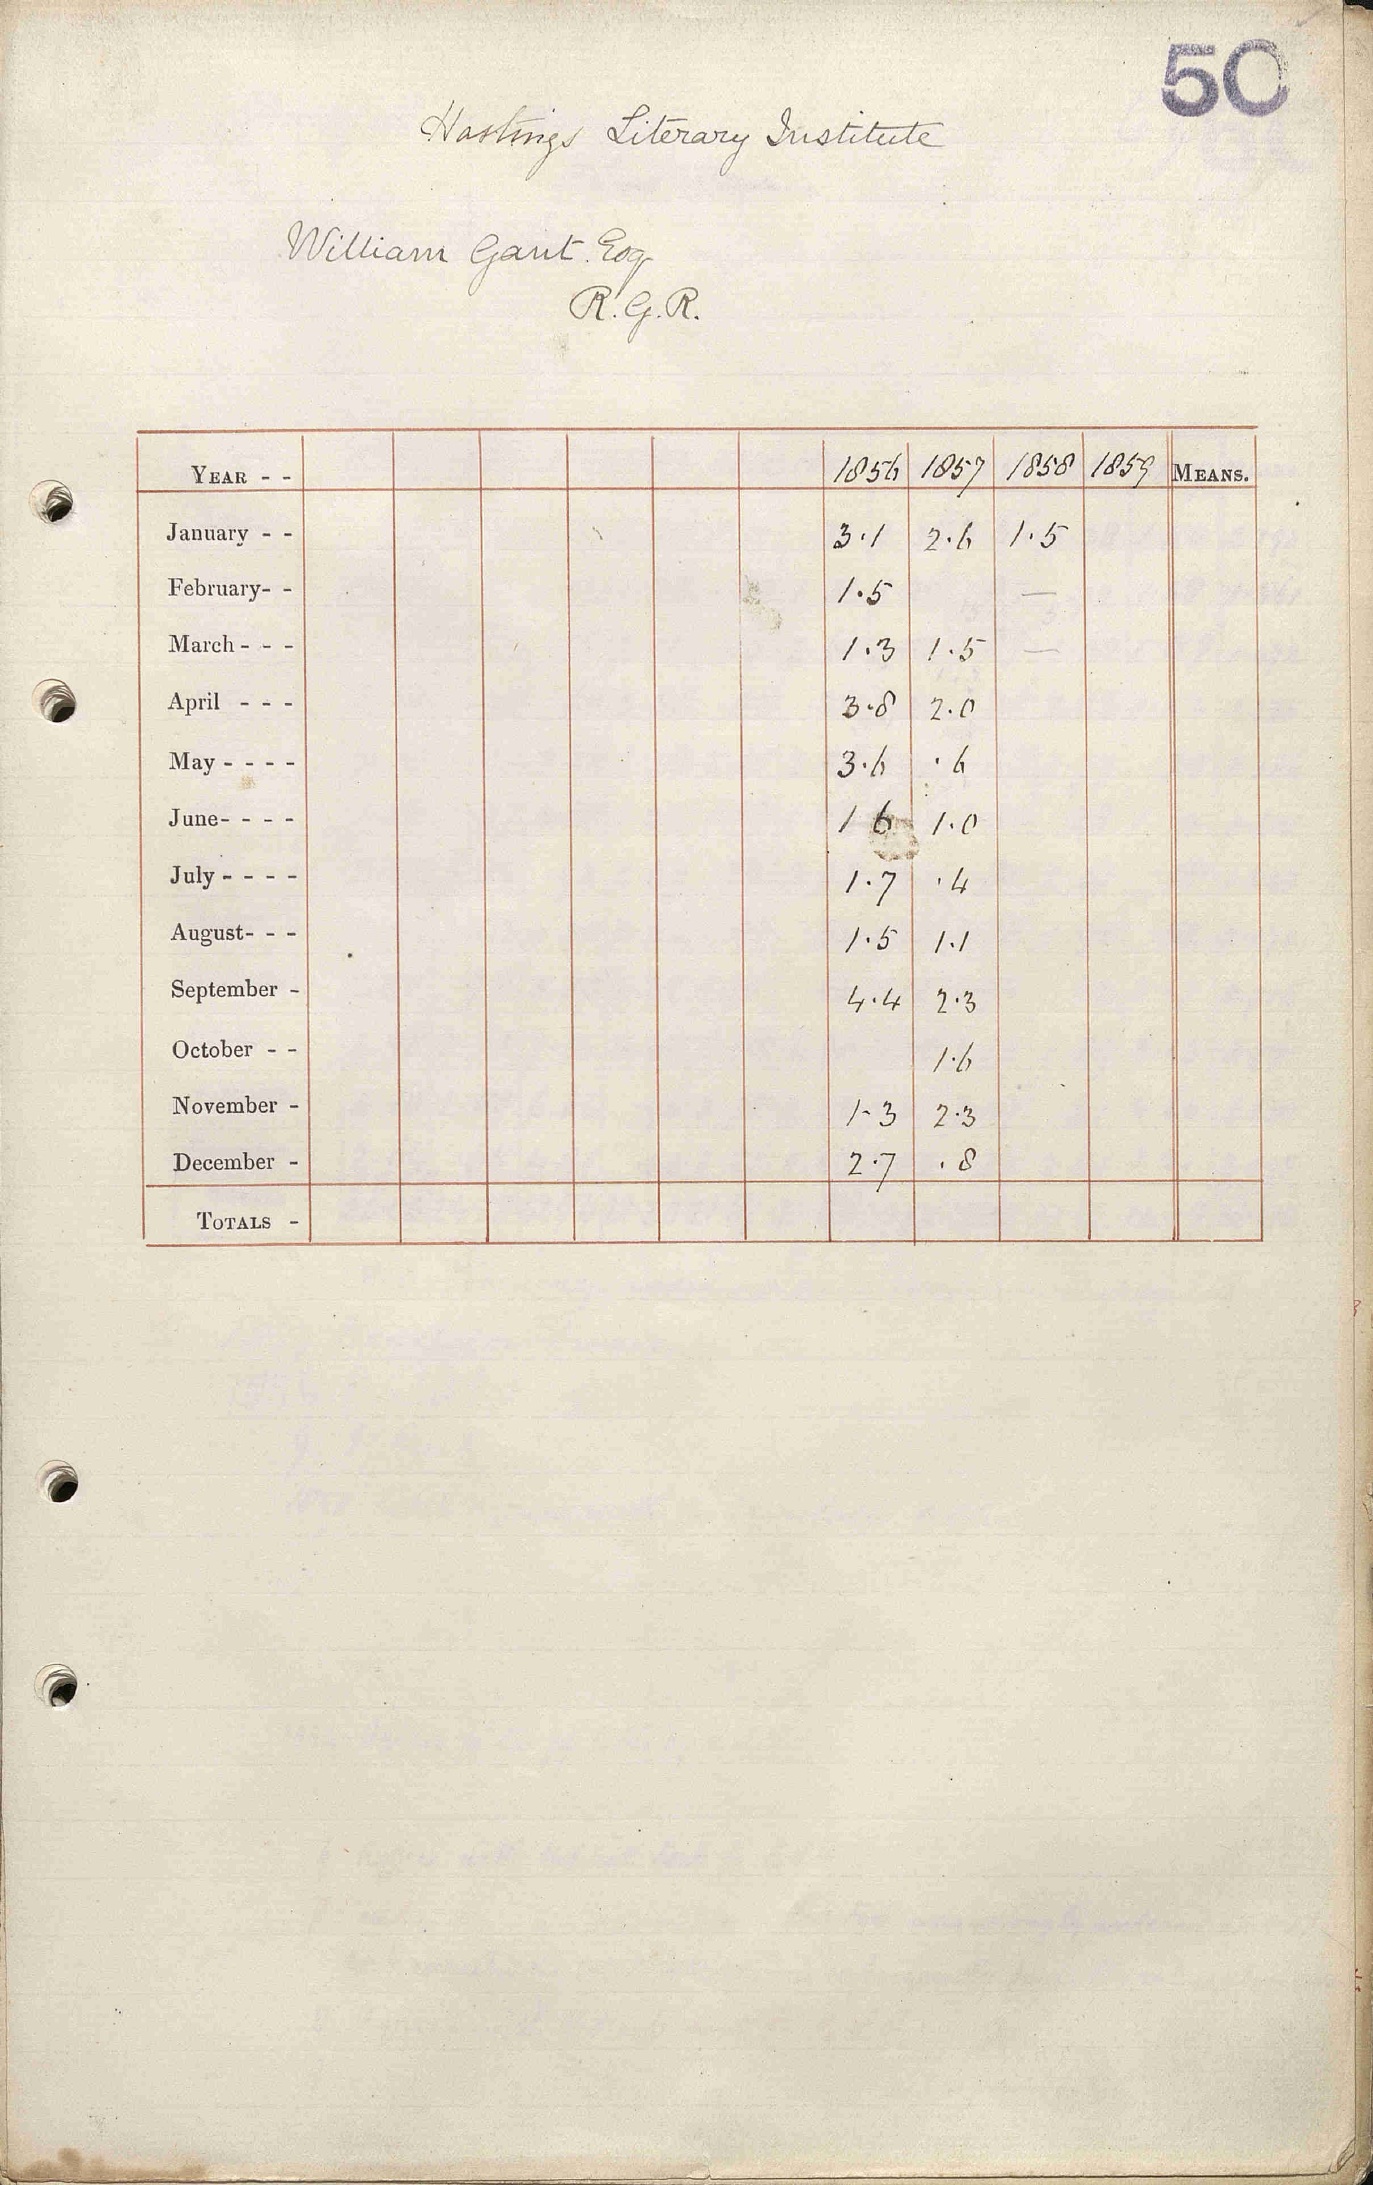 50
Hastings Literary Institute
William Gant. Esq
R.G.R.
YEAR - - 1856 1857 1858 1859 MEANS.
January - - 3.1 2.6 1.5
February- - 1.5 —
March - - - 1.3 1.5 —
April - - - 3.8 2.0
May - - - - 3.6 .6
June- - - - 1 6 1.0
July - - - - 1.7 .4
August- - - 1.5 1.1
September - 4.4 2.3
October - - 1.6
November - 1-3 2.3
December - 2.7 .8
TOTALS -